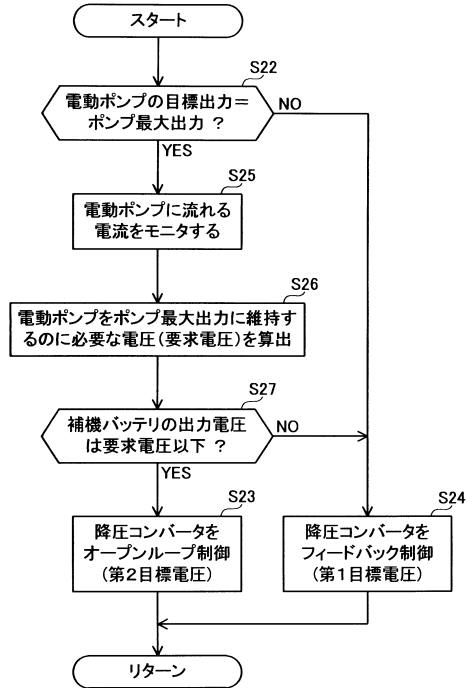 スタート
S22
電動ポンプの目標出力＝
ポンプ最大出力 ？
NO
YES
S25
電動ポンプに流れる
電流をモニタする
S26
電動ポンプをポンプ最大出力に維持す
るのに必要な電圧（要求電圧）を算出
S27
補機バッテリの出力電圧
は要求電圧以下 ？
NO
YES
S23
降圧コンバータを
オープンループ制御
（第2目標電圧）
S24
降圧コンバータを
フィードバック制御
（第1目標電圧）
リターン